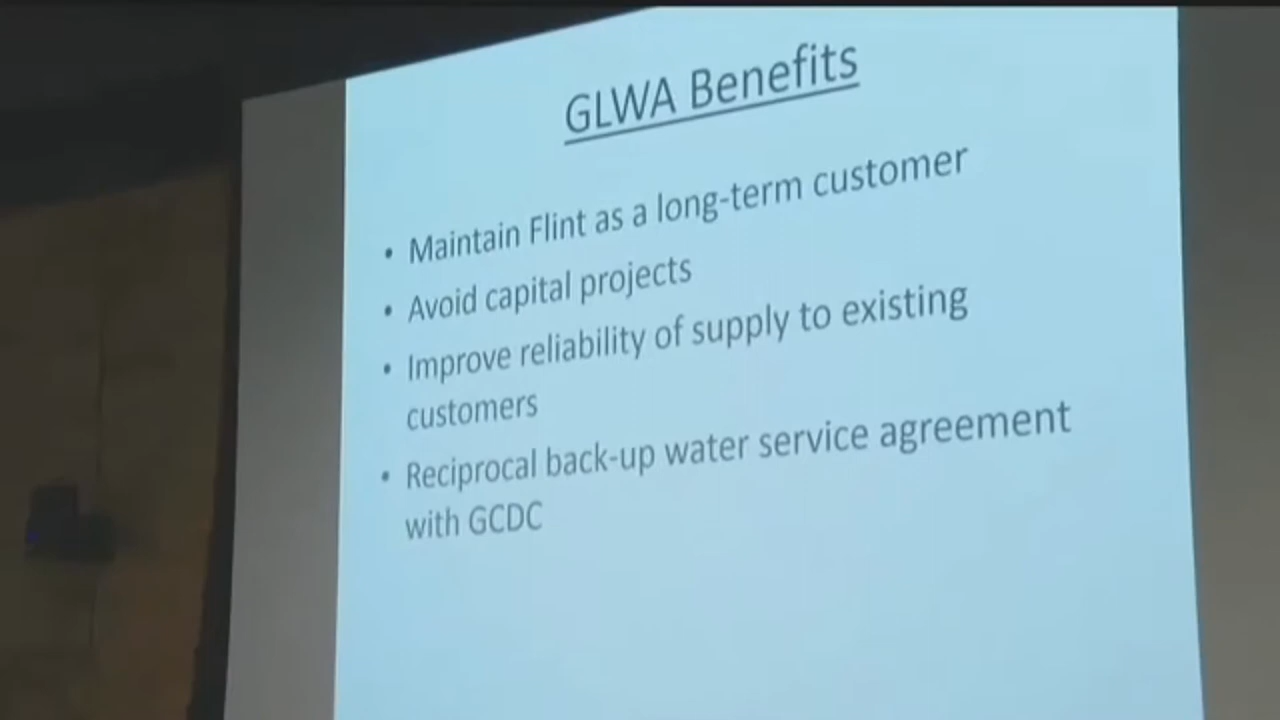 GLWA Benefits
• Maintain Flint as a long-term customer
• Avoid capital projects
• Improve reliability of supply to existing
customers
• Reciprocal back-up water service agreement
with GCDC